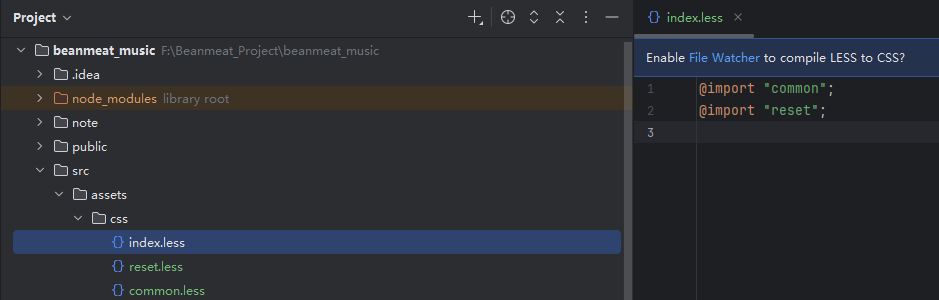 Project
beanmeat_music F:\Beanmeat_Project\beanmeat_music
.idea
node_modules library root
note
public
src
assets
css
index.less
reset.less
common.less
index.less
Enable File Watcher to compile LESS to CSS?
1 @import "common";
2 @import "reset";
3